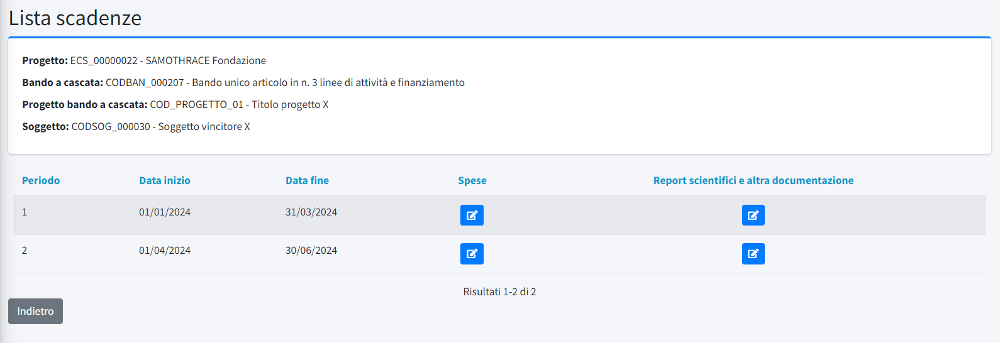 Lista scadenze
Progetto: ECS_00000022 - SAMOTHRACE Fondazione
Bando a cascata: CODBAN_000207 - Bando unico articolo in n. 3 linee di attività e finanziamento
Progetto bando a cascata: COD_PROGETTO_01 - Titolo progetto X
Soggetto: CODSOG_000030 - Soggetto vincitore X
Periodo Data inizio Data fine Spese Report scientifici e altra documentazione
1 01/01/2024 31/03/2024
2 01/04/2024 30/06/2024
Risultati 1-2 di 2
Indietro